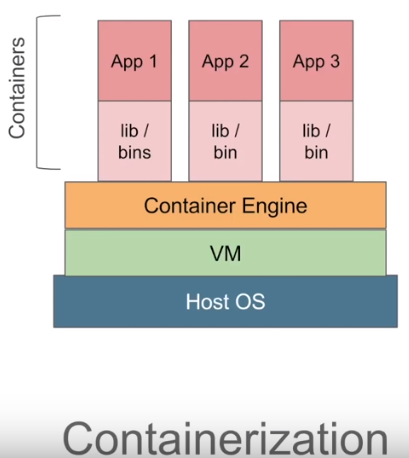 Containers
App 1
App 2
App 3
lib /
bins
lib /
bin
lib /
bin
Container Engine
VM
Host OS
Containerization